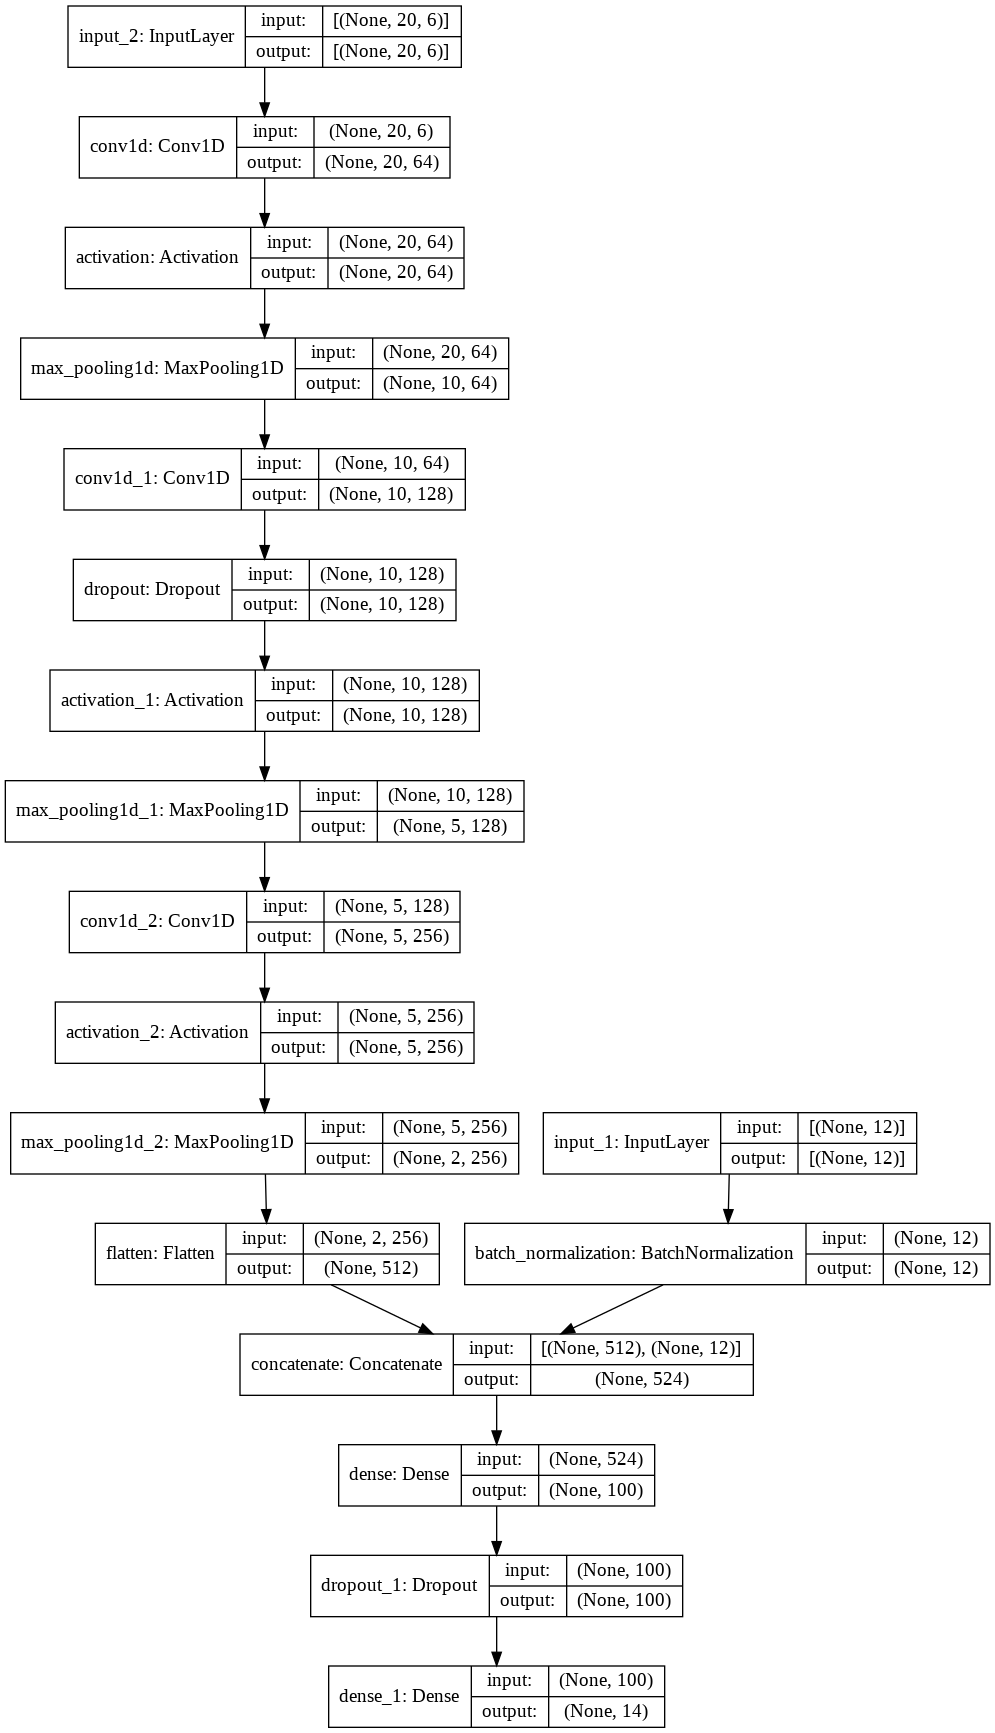 input_2: InputLayer
input: [(None, 20, 6)]
output: [(None, 20, 6)]
conv1d: Conv1D
input: (None, 20, 6)
output: (None, 20, 64)
activation: Activation
input: (None, 20, 64)
output: (None, 20, 64)
max_pooling1d: MaxPooling1D
input: (None, 20, 64)
output: (None, 10, 64)
conv1d_1: Conv1D
input: (None, 10, 64)
output: (None, 10, 128)
dropout: Dropout
input: (None, 10, 128)
output: (None, 10, 128)
activation_1: Activation
input: (None, 10, 128)
output: (None, 10, 128)
max_pooling1d_1: MaxPooling1D
input: (None, 10, 128)
output: (None, 5, 128)
conv1d_2: Conv1D
input: (None, 5, 128)
output: (None, 5, 256)
activation_2: Activation
input: (None, 5, 256)
output: (None, 5, 256)
max_pooling1d_2: MaxPooling1D
input: (None, 5, 256)
output: (None, 2, 256)
input_1: InputLayer
input: [(None, 12)]
output: [(None, 12)]
flatten: Flatten
input: (None, 2, 256)
output: (None, 512)
batch_normalization: BatchNormalization
input: (None, 12)
output: (None, 12)
concatenate: Concatenate
input: [(None, 512), (None, 12)]
output: (None, 524)
dense: Dense
input: (None, 524)
output: (None, 100)
dropout_1: Dropout
input: (None, 100)
output: (None, 100)
dense_1: Dense
input: (None, 100)
output: (None, 14)